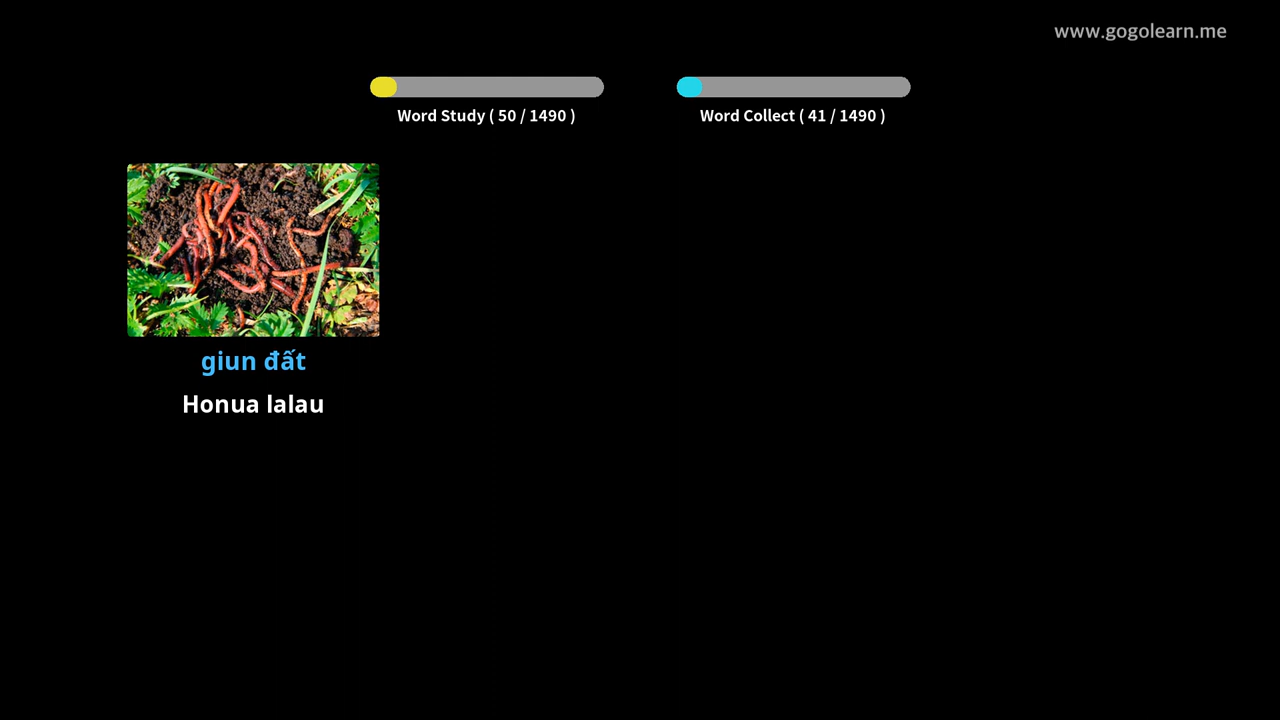 www.gogolearn.me
Word Study ( 50 / 1490 )
Word Collect ( 41 / 1490 )
giun đất
Honua lalau